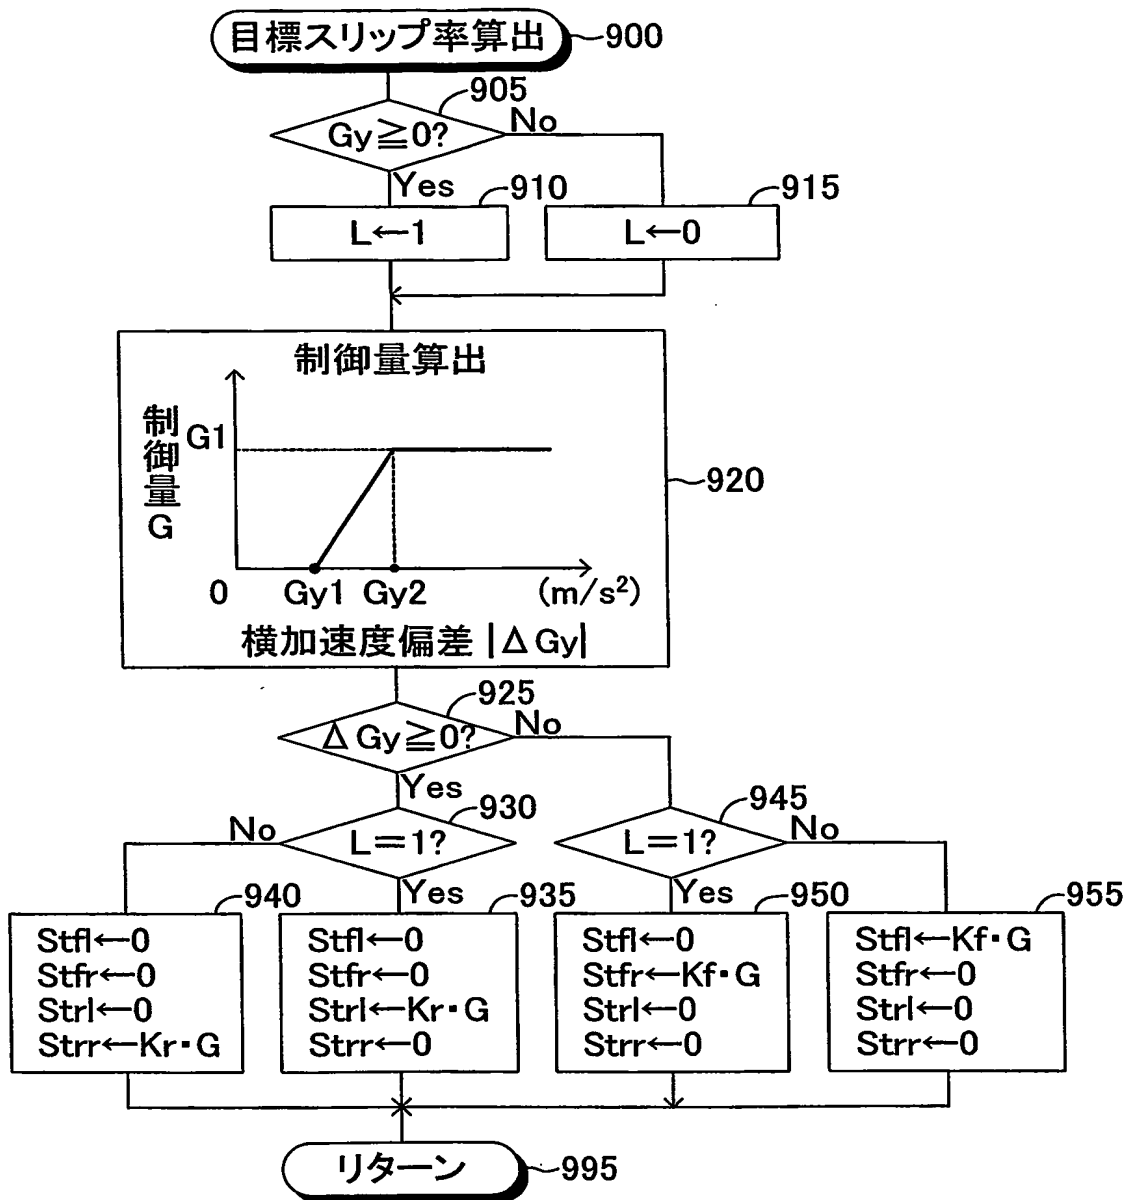 目標スリップ率算出
900
905
Gy≧0?
No
Yes
910
915
L←1
L←0
制御量算出
制御量G
G1
920
0
Gy1
Gy2
(m/s²)
横加速度偏差 |ΔGy|
925
ΔGy≧0?
No
Yes
930
945
No
L=1?
L=1?
No
Yes
Yes
940
935
950
955
Stfl←0
Stfr←0
Strl←0
Strr←Kr・G
Stfl←0
Stfr←0
Strl←Kr・G
Strr←0
Stfl←0
Stfr←Kf・G
Strl←0
Strr←0
Stfl←Kf・G
Stfr←0
Strl←0
Strr←0
リターン
995